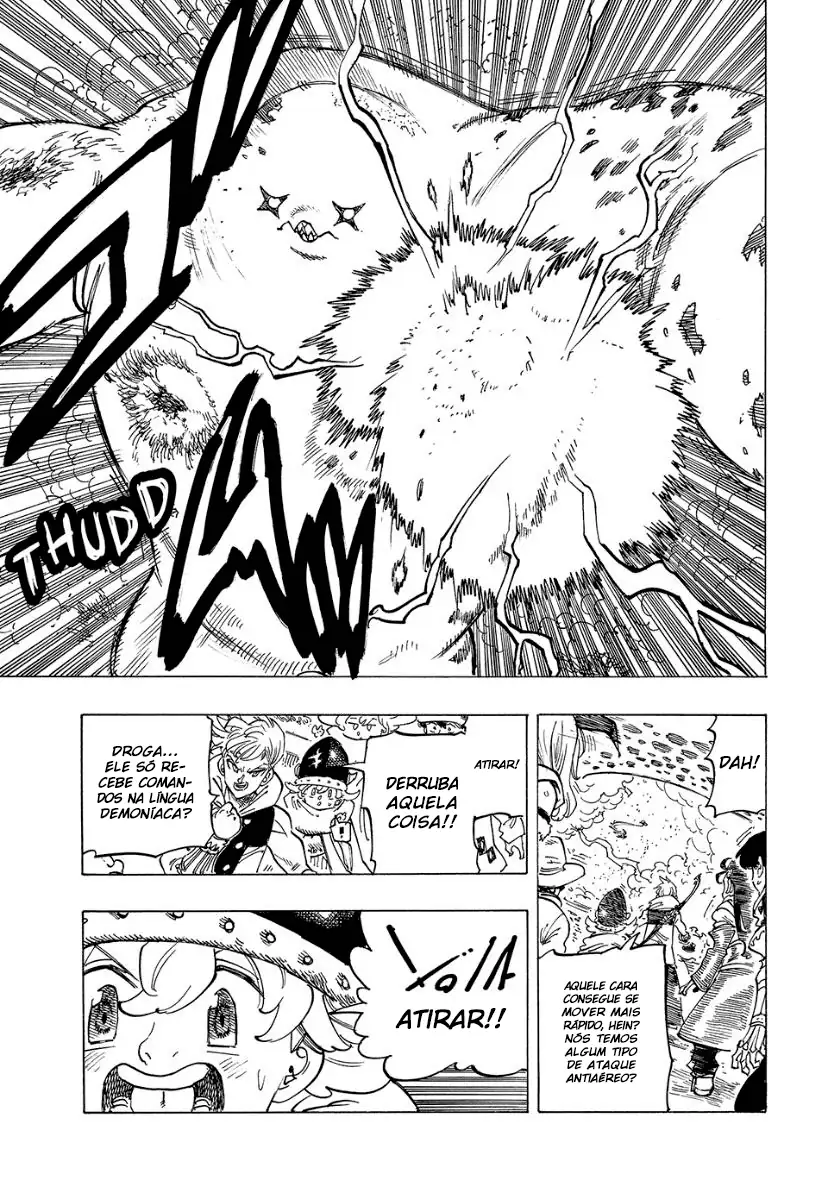 THUDD
DAH!
AQUELE CARA
CONSEGUE SE
MOVER MAIS
RÁPIDO, HEIN?
NÓS TEMOS
ALGUM TIPO
DE ATAQUE
ANTIAÉREO?
ATIRAR!
DERRUBA
AQUELA
COISA!!
DROGA...
ELE SÓ RE-
CEBE COMAN-
DOS NA LÍNGUA
DEMONÍACA?
ATIRAR!!